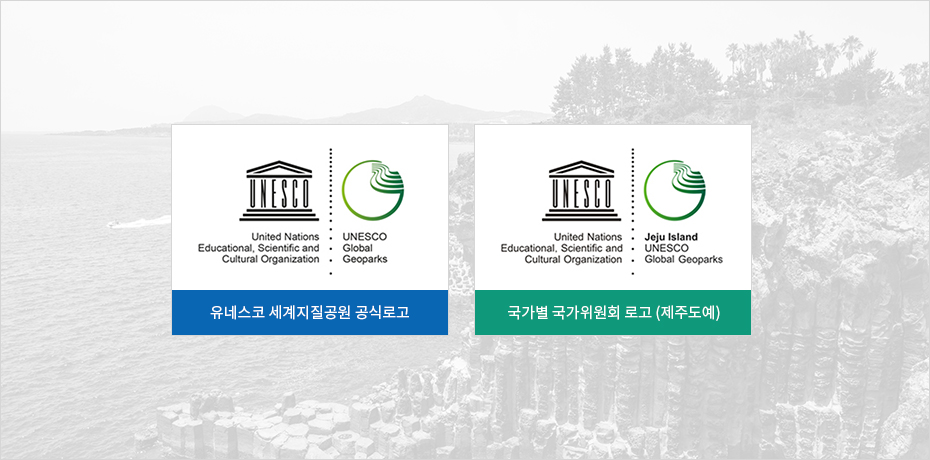 UNESCO
United Nations
Educational, Scientific and
Cultural Organization
UNESCO
Global
Geoparks
유네스코 세계지질공원 공식로고
UNESCO
United Nations
Educational, Scientific and
Cultural Organization
Jeju Island
UNESCO
Global Geoparks
국가별 국가위원회 로고 (제주도예)